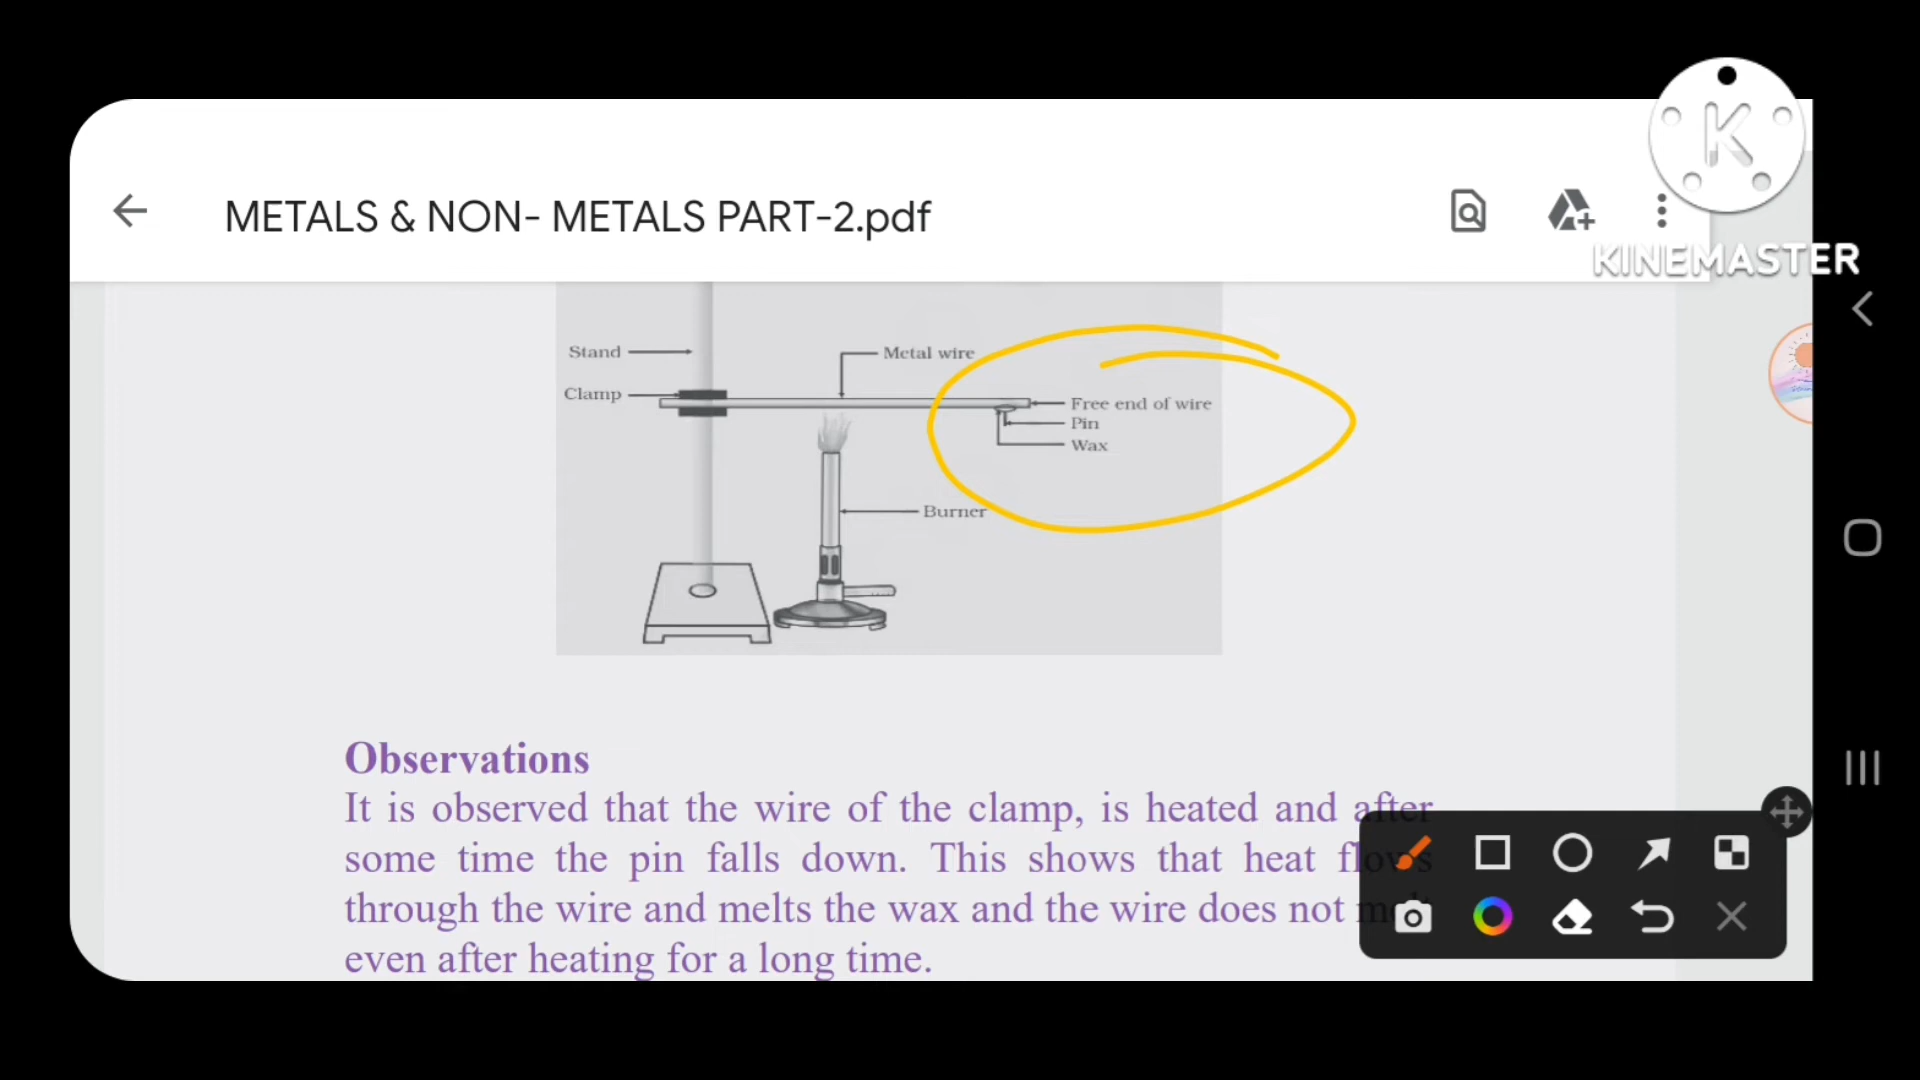 METALS & NON- METALS PART-2.pdf
KINEMASTER
Stand
Metal wire
Clamp
Free end of wire
Pin
Wax
Burner
Observations
It is observed that the wire of the clamp, is heated and after
some time the pin falls down. This shows that heat flows
through the wire and melts the wax and the wire does not
even after heating for a long time.